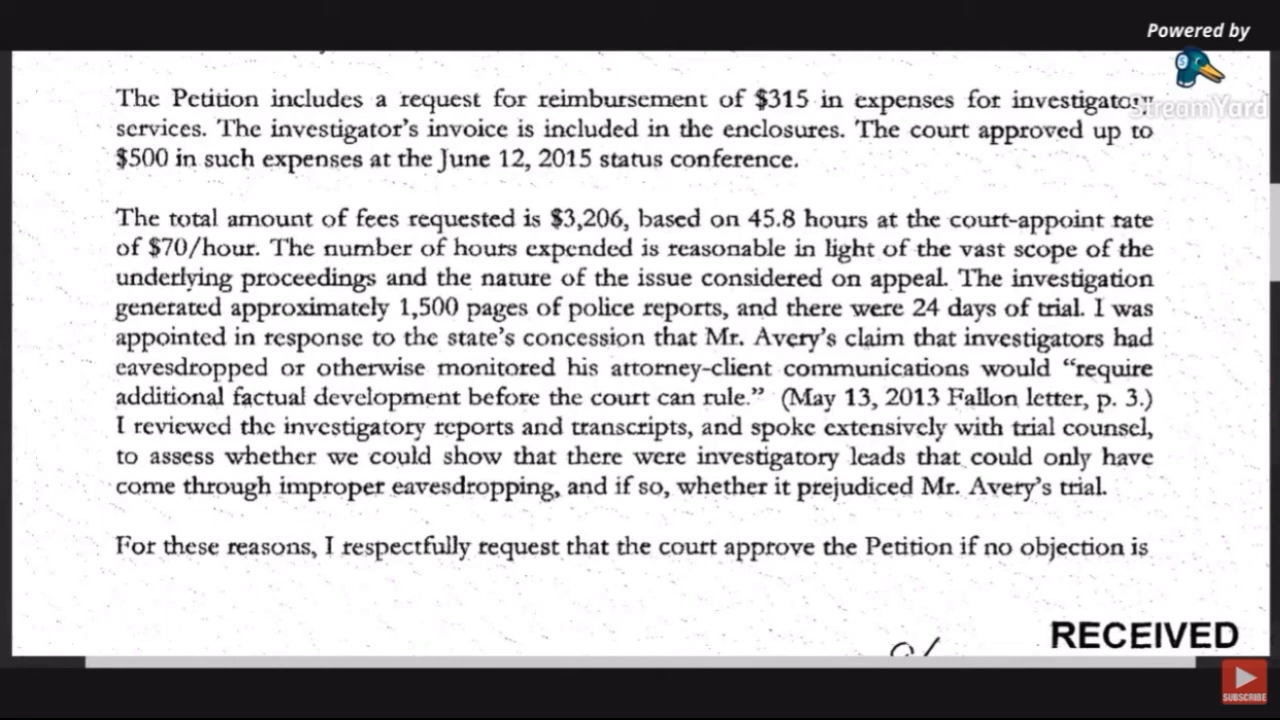 Powered by
StreamYard
The Petition includes a request for reimbursement of $315 in expenses for investigator
services. The investigator's invoice is included in the enclosures. The court approved up to
$500 in such expenses at the June 12, 2015 status conference.
The total amount of fees requested is $3,206, based on 45.8 hours at the court-appoint rate
of $70/hour. The number of hours expended is reasonable in light of the vast scope of the
underlying proceedings and the nature of the issue considered on appeal. The investigation
generated approximately 1,500 pages of police reports, and there were 24 days of trial. I was
appointed in response to the state's concession that Mr. Avery's claim that investigators had
eavesdropped or otherwise monitored his attorney-client communications would “require
additional factual development before the court can rule.” (May 13, 2013 Fallon letter, p. 3.)
I reviewed the investigatory reports and transcripts, and spoke extensively with trial counsel,
to assess whether we could show that there were investigatory leads that could only have
come through improper eavesdropping, and if so, whether it prejudiced Mr. Avery's trial.
For these reasons, I respectfully request that the court approve the Petition if no objection is
RECEIVED
SUBSCRIBE